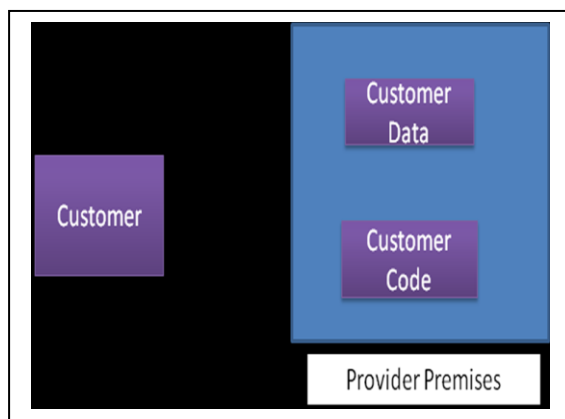 Customer
Data
Customer
Customer
Code
Provider Premises